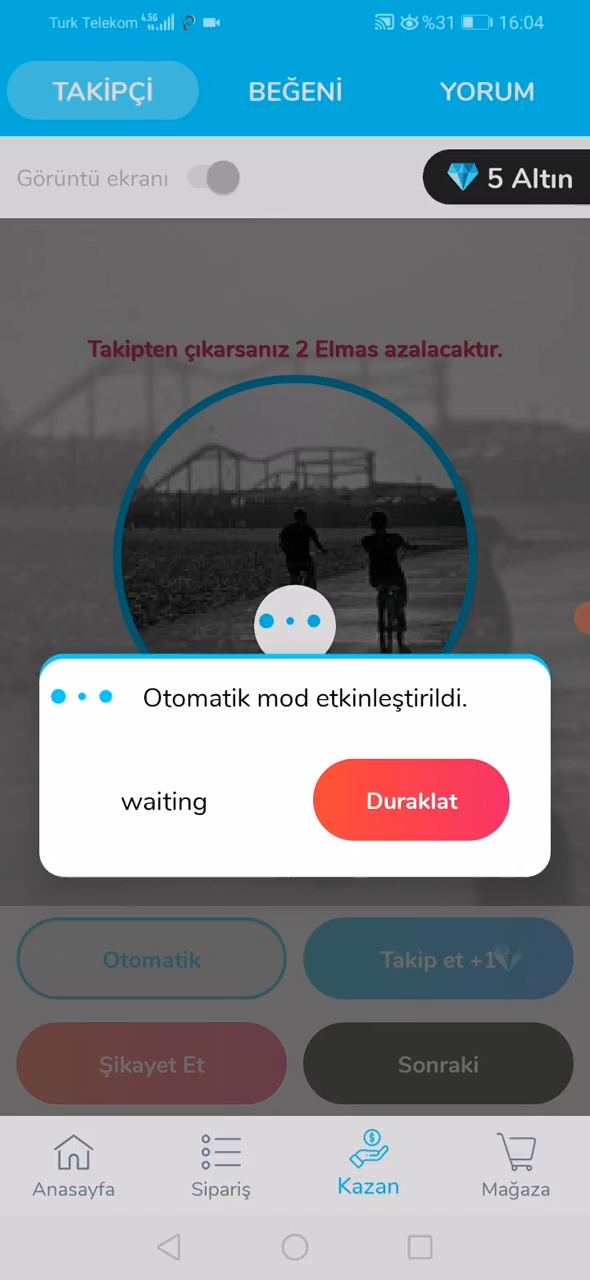 Turk Telekom 4.5G %31 16:04
TAKİPÇİ BEĞENİ YORUM
Görüntü ekranı 5 Altın
Takipten çıkarsanız 2 Elmas azalacaktır.
Otomatik mod etkinleştirildi.
waiting Duraklat
Otomatik Takip et +1
Şikayet Et Sonraki
Anasayfa Sipariş Kazan Mağaza